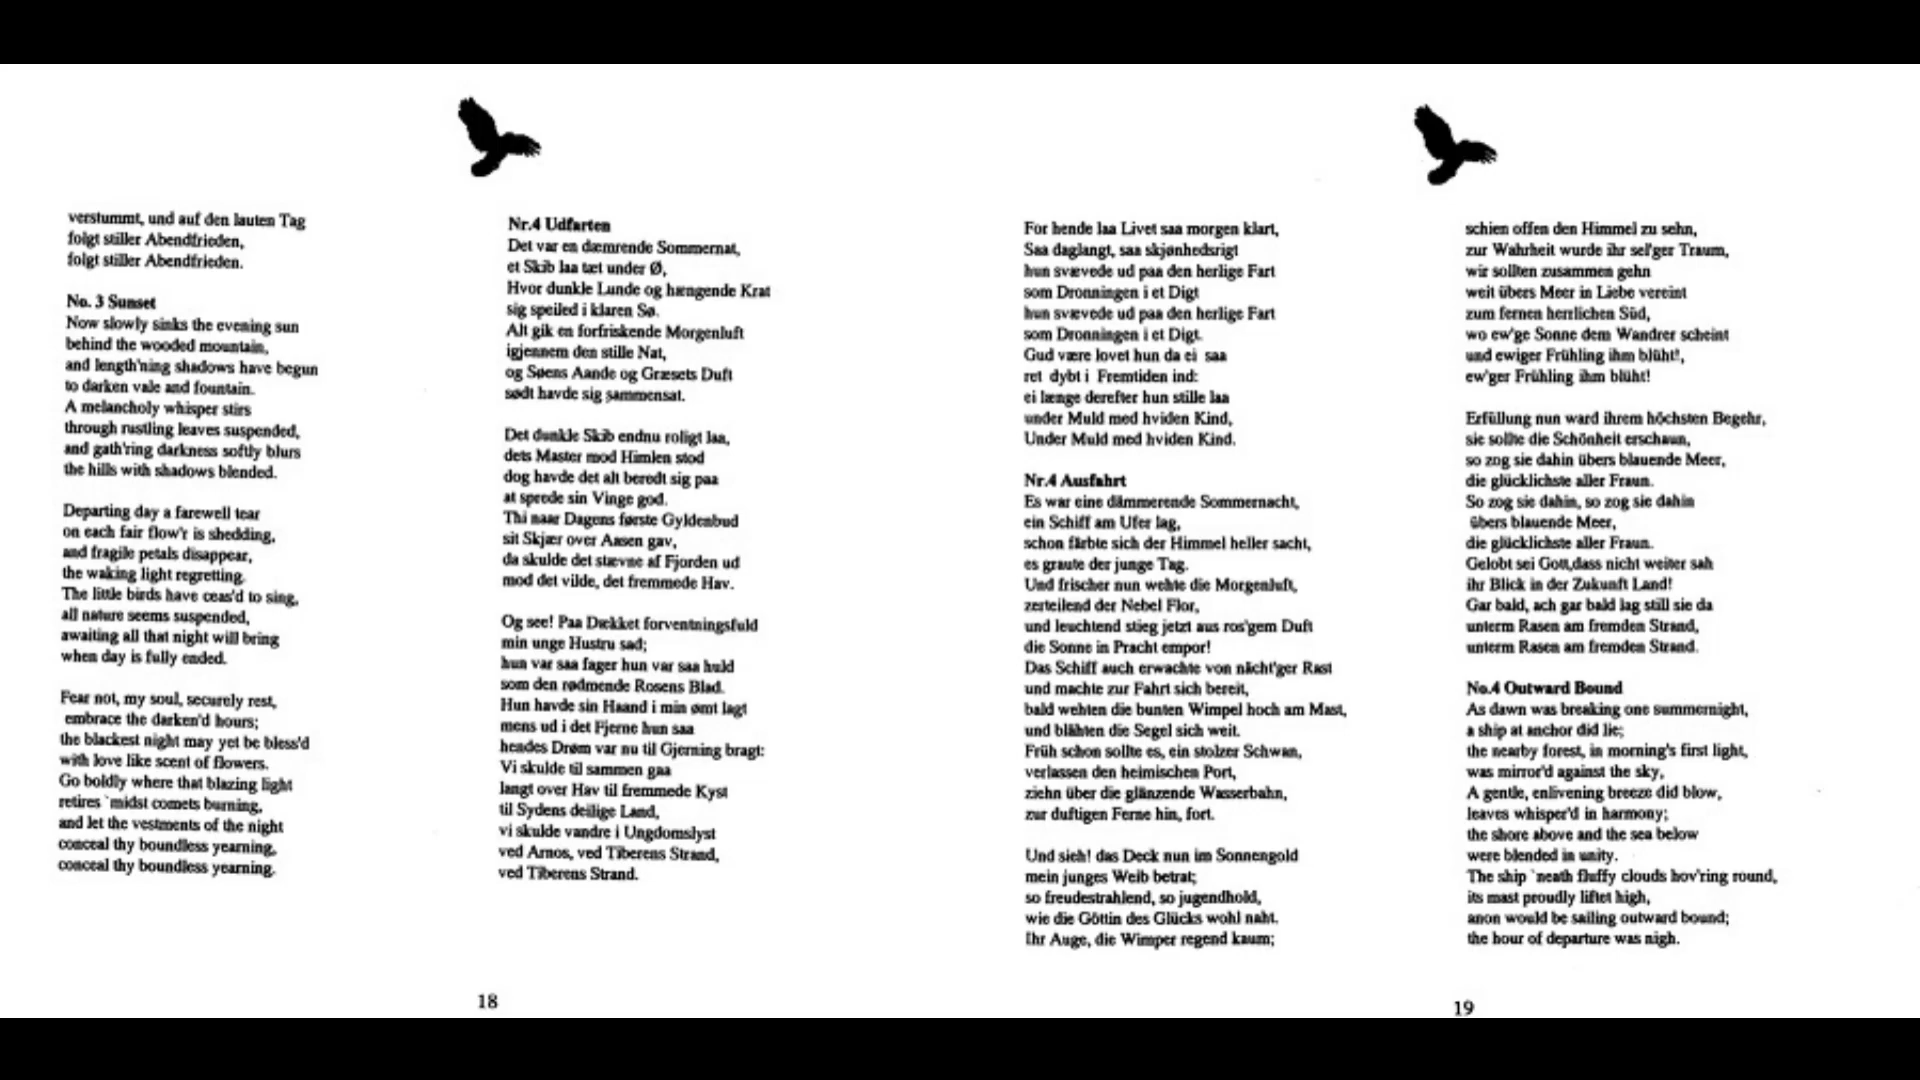 verstummt, und auf den lauten Tag
folgt stiller Abendfrieden,
folgt stiller Abendfrieden.
No. 3 Sunset
Now slowly sinks the evening sun
behind the wooded mountain,
and length'ning shadows have begun
to darken vale and fountain.
A melancholy whisper stirs
through rustling leaves suspended,
and gath'ring darkness softly blurs
the hills with shadows blended.
Departing day a farewell tear
on each fair flow'r is shedding,
and fragile petals disappear,
the waking light regretting.
The little birds have ceas'd to sing,
all nature seems suspended,
awaiting all that night will bring
when day is fully ended.
Fear not, my soul, securely rest,
embrace the darken'd hours;
the blackest night may yet be bless'd
with love like scent of flowers.
Go boldly where that blazing light
retires `midst comets burning,
and let the vestments of the night
conceal thy boundless yearning,
conceal thy boundless yearning.
Nr.4 Udfarten
Det var en dæmrende Sommernat,
et Skib laa tæt under Ø,
Hvor dunkle Lunde og hængende Krat
sig speiled i klaren Sø.
Alt gik en forfriskende Morgenluft
igjennem den stille Nat,
og Søens Aande og Græsets Duft
sødt havde sig sammensat.
Det dunkle Skib endnu roligt laa,
dets Master mod Himlen stod
dog havde det alt beredt sig paa
at sprede sin Vinge god.
Thi naar Dagens første Gyldenbud
sit Skjær over Aasen gav,
da skulde det stævne af Fjorden ud
mod det vilde, det fremmede Hav.
Og see! Paa Dækket forventningsfuld
min unge Hustru sad;
hun var saa fager hun var saa huld
som den rødmende Rosens Blad.
Hun havde sin Haand i min ømt lagt
mens ud i det Fjerne hun saa
hendes Drøm var nu til Gjerning bragt:
Vi skulde til sammen gaa
langt over Hav til fremmede Kyst
til Sydens deilige Land,
vi skulde vandre i Ungdomslyst
ved Arnos, ved Tiberens Strand,
ved Tiberens Strand.
18
For hende laa Livet saa morgen klart,
Saa daglangt, saa skjønhedsrigt
hun svævede ud paa den herlige Fart
som Dronningen i et Digt
hun svævede ud paa den herlige Fart
som Dronningen i et Digt.
Gud være lovet hun da ei saa
ret dybt i Fremtiden ind:
ei længe derefter hun stille laa
under Muld med hviden Kind,
Under Muld med hviden Kind.
Nr.4 Ausfahrt
Es war eine dämmerende Sommernacht,
ein Schiff am Ufer lag,
schon färbte sich der Himmel heller sacht,
es graute der junge Tag.
Und frischer nun wehte die Morgenluft,
zerteilend der Nebel Flor,
und leuchtend stieg jetzt aus ros'gem Duft
die Sonne in Pracht empor!
Das Schiff auch erwachte von nächt'ger Rast
und machte zur Fahrt sich bereit,
bald wehten die bunten Wimpel hoch am Mast,
und blähten die Segel sich weit.
Früh schon sollte es, ein stolzer Schwan,
verlassen den heimischen Port,
ziehn über die glänzende Wasserbahn,
zur duftigen Ferne hin, fort.
Und sieh! das Deck nun im Sonnengold
mein junges Weib betrat;
so freudestrahlend, so jugendhold,
wie die Göttin des Glücks wohl naht.
Ihr Auge, die Wimper regend kaum;
schien offen den Himmel zu sehn,
zur Wahrheit wurde ihr sel'ger Traum,
wir sollten zusammen gehn
weit übers Meer in Liebe vereint
zum fernen herrlichen Süd,
wo ew'ge Sonne dem Wandrer scheint
und ewiger Frühling ihm blüht!,
ew'ger Frühling ihm blüht!
Erfüllung nun ward ihrem höchsten Begehr,
sie sollte die Schönheit erschaun,
so zog sie dahin übers blauende Meer,
die glücklichste aller Fraun.
So zog sie dahin, so zog sie dahin
übers blauende Meer,
die glücklichste aller Fraun.
Gelobt sei Gott,dass nicht weiter sah
ihr Blick in der Zukunft Land!
Gar bald, ach gar bald lag still sie da
unterm Rasen am fremden Strand,
unterm Rasen am fremden Strand.
No.4 Outward Bound
As dawn was breaking one summernight,
a ship at anchor did lie;
the nearby forest, in morning's first light,
was mirror'd against the sky,
A gentle, enlivening breeze did blow,
leaves whisper'd in harmony;
the shore above and the sea below
were blended in unity.
The ship `neath fluffy clouds hov'ring round,
its mast proudly liftet high,
anon would be sailing outward bound;
the hour of departure was nigh.
19